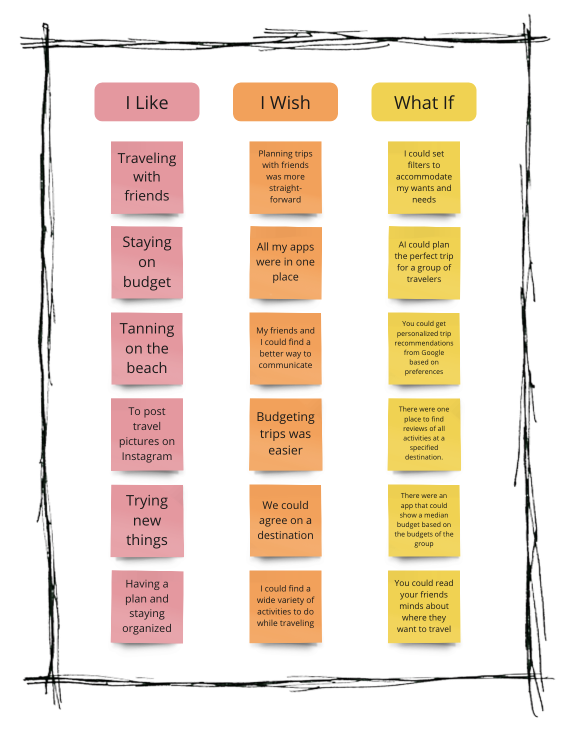 I Like
I Wish
What If
Traveling
with
friends
Planning trips
with friends
was more
straight-
forward
I could set
filters to
accommodate
my wants and
needs
Staying
on
budget
All my apps
were in one
place
AI could plan
the perfect trip
for a group of
travelers
Tanning
on the
beach
My friends and
I could find a
better way to
communicate
You could get
personalized trip
recommendations
from Google
based on
preferences
To post
travel
pictures on
Instagram
Budgeting
trips was
easier
There were one
place to find
reviews of all
activities at a
specified
destination.
Trying
new
things
We could
agree on a
destination
There were an
app that could
show a median
budget based on
the budgets of the
group
Having a
plan and
staying
organized
I could find a
wide variety of
activities to do
while traveling
You could read
your friends
minds about
where they
want to travel